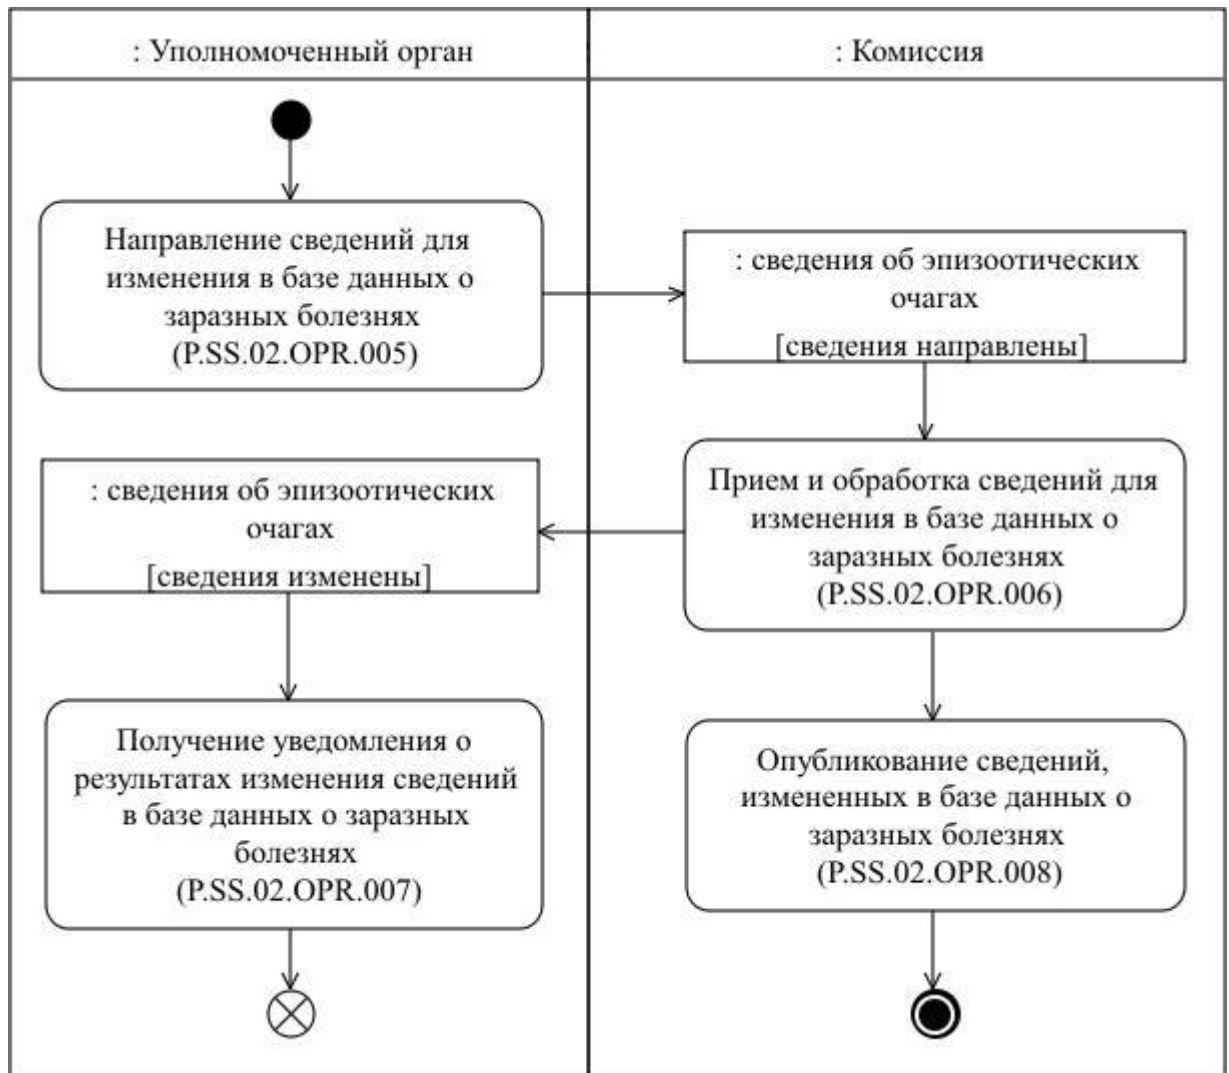 : Уполномоченный орган
: Комиссия
Направление сведений для
изменения в базе данных о
заразных болезнях
(P.SS.02.OPR.005)
: сведения об эпизоотических
очагах
[сведения направлены]
Прием и обработка сведений для
изменения в базе данных о
заразных болезнях
(P.SS.02.OPR.006)
: сведения об эпизоотических
очагах
[сведения изменены]
Получение уведомления о
результатах изменения сведений
в базе данных о заразных
болезнях
(P.SS.02.OPR.007)
Опубликование сведений,
измененных в базе данных о
заразных болезнях
(P.SS.02.OPR.008)